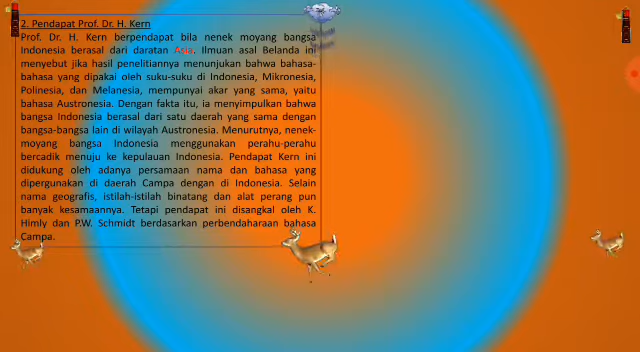 2. Pendapat Prof. Dr. H. Kern
Prof. Dr. H. Kern berpendapat bila nenek moyang bangsa
Indonesia berasal dari daratan Asia. Ilmuan asal Belanda ini
menyebut jika hasil penelitiannya menunjukan bahwa bahasa-
bahasa yang dipakai oleh suku-suku di Indonesia, Mikronesia,
Polinesia, dan Melanesia, mempunyai akar yang sama, yaitu
bahasa Austronesia. Dengan fakta itu, ia menyimpulkan bahwa
bangsa Indonesia berasal dari satu daerah yang sama dengan
bangsa-bangsa lain di wilayah Austronesia. Menurutnya, nenek-
moyang bangsa Indonesia menggunakan perahu-perahu
bercadik menuju ke kepulauan Indonesia. Pendapat Kern ini
didukung oleh adanya persamaan nama dan bahasa yang
dipergunakan di daerah Campa dengan di Indonesia. Selain
nama geografis, istilah-istilah binatang dan alat perang pun
banyak kesamaannya. Tetapi pendapat ini disangkal oleh K.
Himly dan P.W. Schmidt berdasarkan perbendaharaan bahasa
Campa.